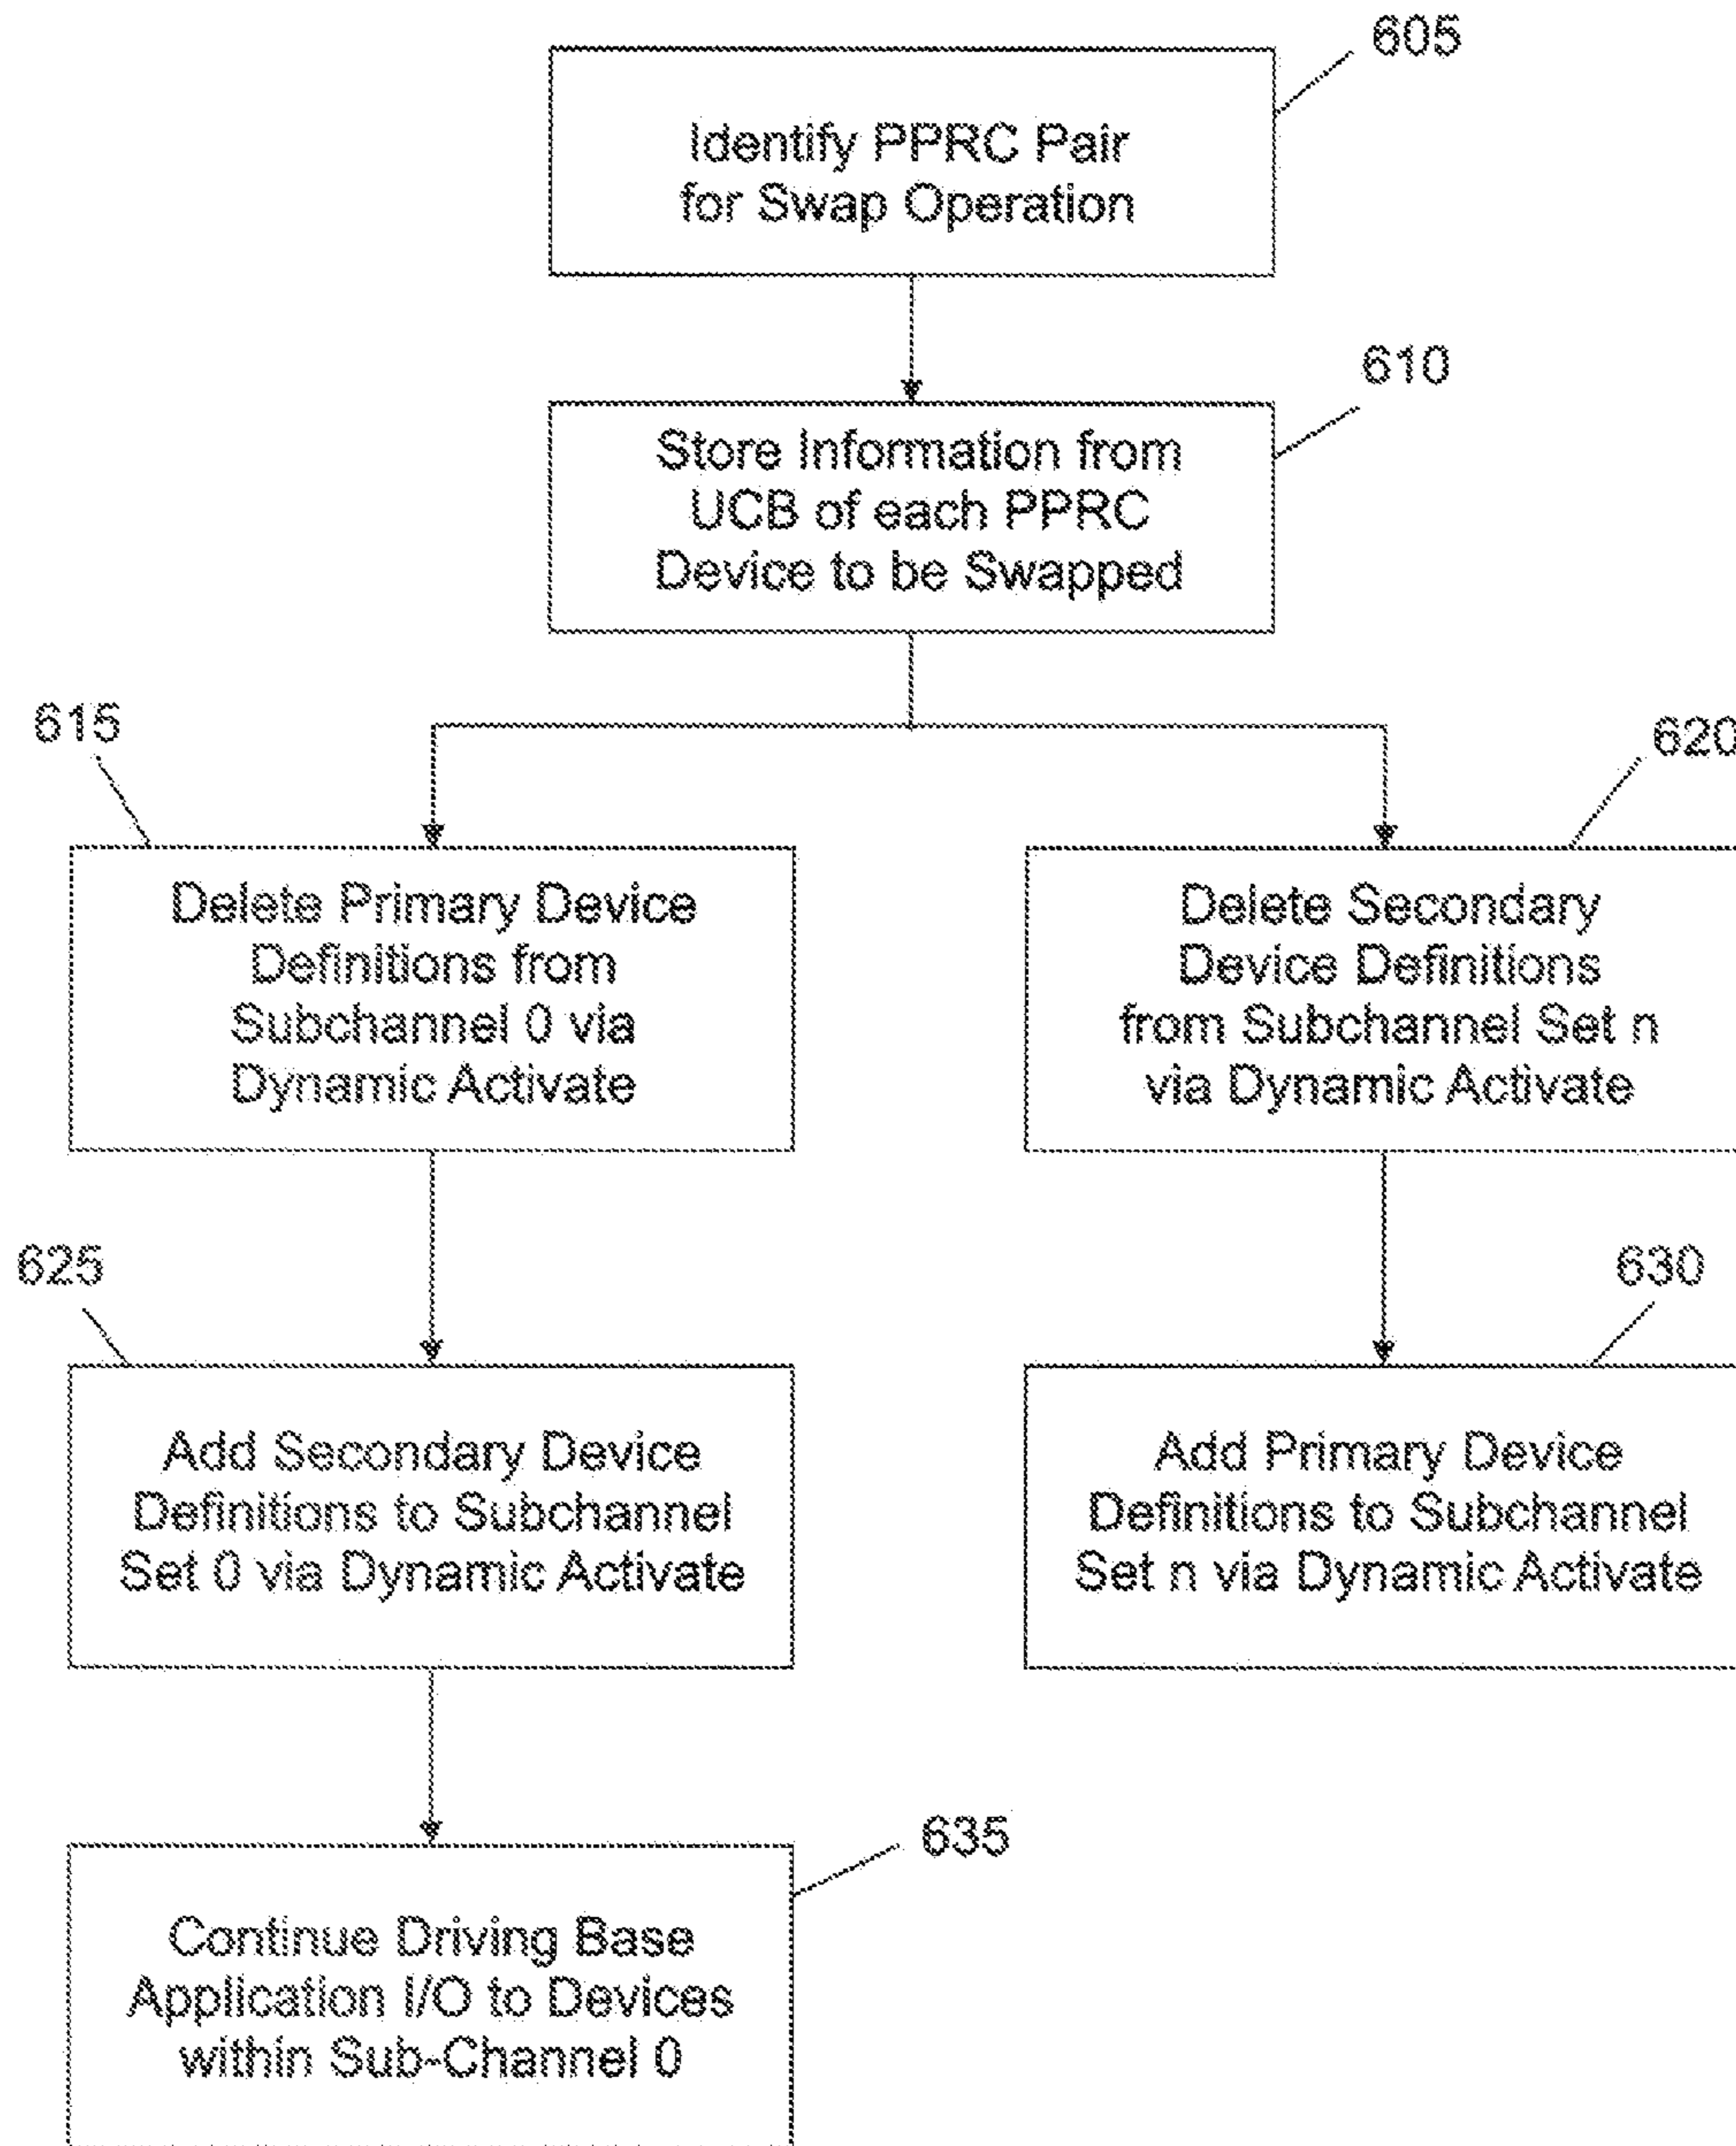 605
Identify PPRC Pair
for Swap Operation
610
Store Information from
UCB of each PPRC
Device to be Swapped
615
620
Delete Primary Device
Definitions from
Subchannel 0 via
Dynamic Activate
Delete Secondary
Device Definitions
from Subchannel Set n
via Dynamic Activate
625
630
Add Secondary Device
Definitions to Subchannel
Set 0 via Dynamic Activate
Add Primary Device
Definitions to Subchannel
Set n via Dynamic Activate
635
Continue Driving Base
Application I/O to Devices
within Sub-Channel 0